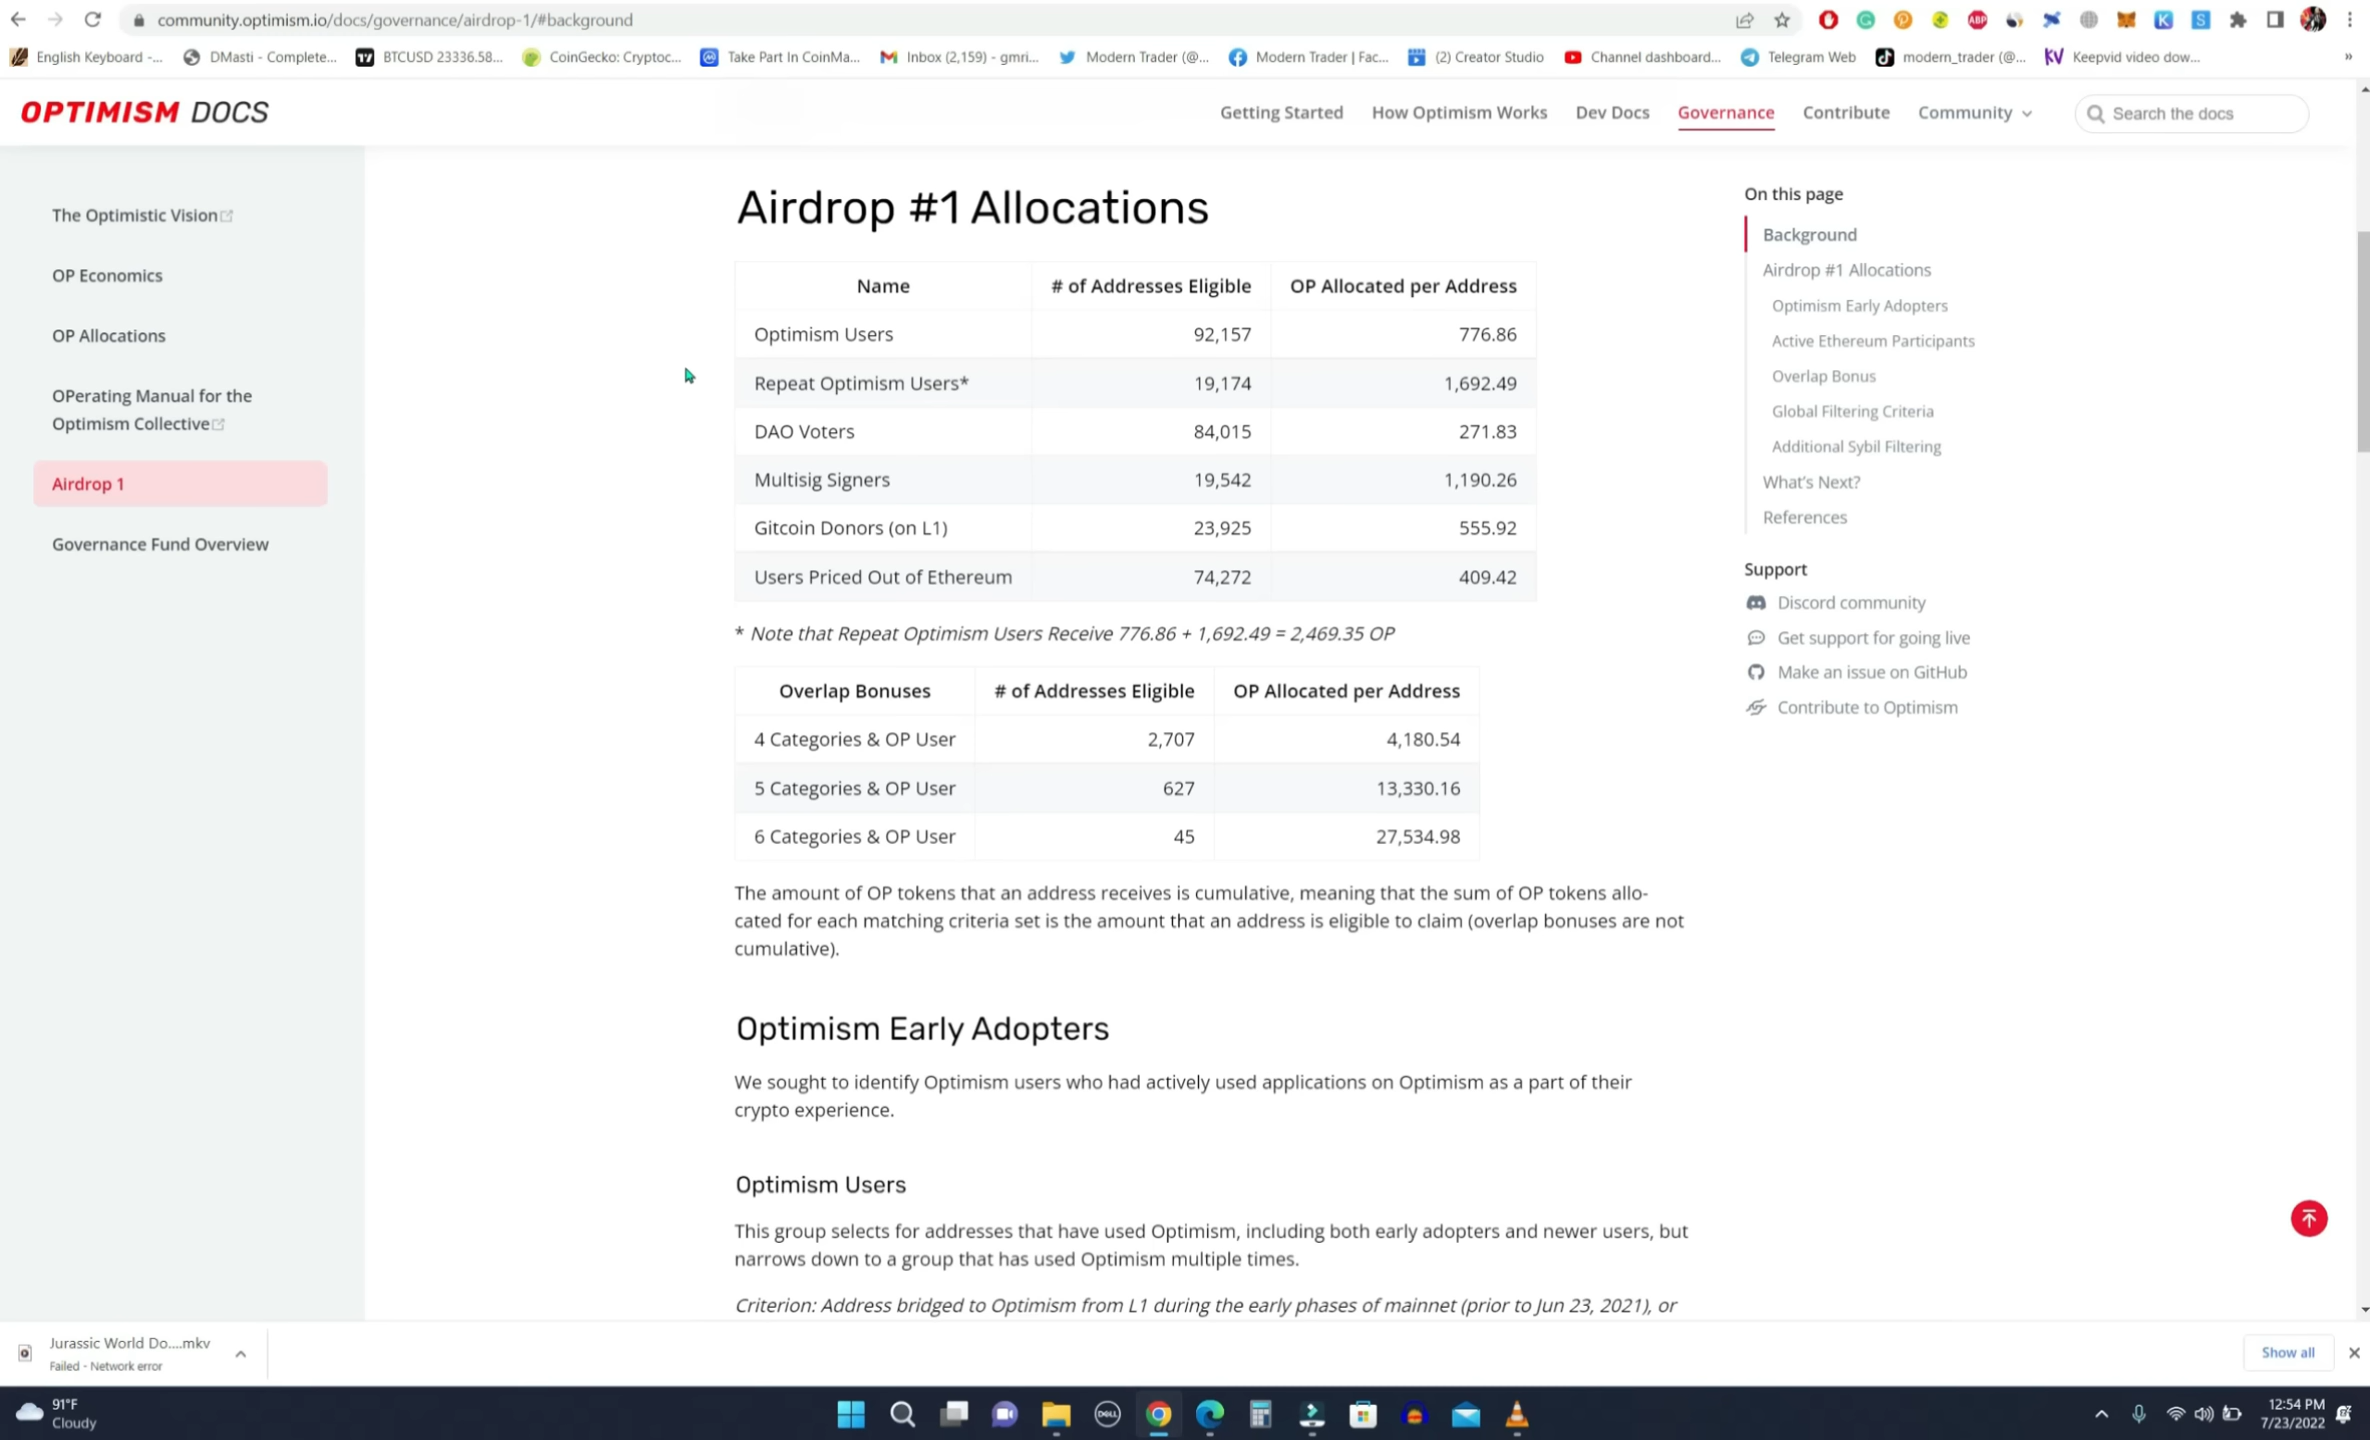 community.optimism.io/docs/governance/airdrop-1/#background
English Keyboard -... DMasti - Complete... BTCUSD 23336.58... CoinGecko: Cryptoc... Take Part In CoinMa... Inbox (2,159) - gmri... Modern Trader (@... Modern Trader | Fac... (2) Creator Studio Channel dashboard... Telegram Web modern_trader (@... Keepvid video dow... »
OPTIMISM DOCS
Getting Started How Optimism Works Dev Docs Governance Contribute Community Search the docs
The Optimistic Vision
OP Economics
OP Allocations
OPerating Manual for the
Optimism Collective
Airdrop 1
Governance Fund Overview
Airdrop #1 Allocations
Name # of Addresses Eligible OP Allocated per Address
Optimism Users 92,157 776.86
Repeat Optimism Users* 19,174 1,692.49
DAO Voters 84,015 271.83
Multisig Signers 19,542 1,190.26
Gitcoin Donors (on L1) 23,925 555.92
Users Priced Out of Ethereum 74,272 409.42
* Note that Repeat Optimism Users Receive 776.86 + 1,692.49 = 2,469.35 OP
Overlap Bonuses # of Addresses Eligible OP Allocated per Address
4 Categories & OP User 2,707 4,180.54
5 Categories & OP User 627 13,330.16
6 Categories & OP User 45 27,534.98
The amount of OP tokens that an address receives is cumulative, meaning that the sum of OP tokens allo-
cated for each matching criteria set is the amount that an address is eligible to claim (overlap bonuses are not
cumulative).
Optimism Early Adopters
We sought to identify Optimism users who had actively used applications on Optimism as a part of their
crypto experience.
Optimism Users
This group selects for addresses that have used Optimism, including both early adopters and newer users, but
narrows down to a group that has used Optimism multiple times.
Criterion: Address bridged to Optimism from L1 during the early phases of mainnet (prior to Jun 23, 2021), or
On this page
Background
Airdrop #1 Allocations
Optimism Early Adopters
Active Ethereum Participants
Overlap Bonus
Global Filtering Criteria
Additional Sybil Filtering
What's Next?
References
Support
Discord community
Get support for going live
Make an issue on GitHub
Contribute to Optimism
Jurassic World Do....mkv
Failed - Network error
Show all
91°F
Cloudy
DELL
12:54 PM
7/23/2022